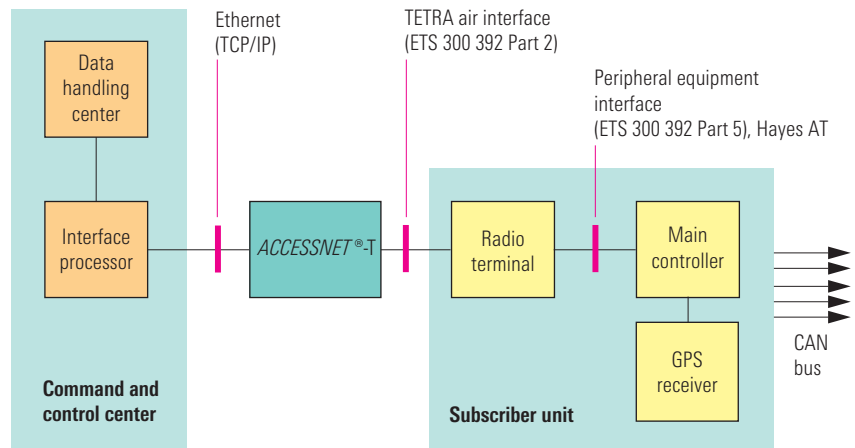 Ethernet
(TCP/IP)
TETRA air interface
(ETS 300 392 Part 2)
Peripheral equipment
interface
(ETS 300 392 Part 5), Hayes AT
Data
handling
center
Interface
processor
ACCESSNET®-T
Radio
terminal
Main
controller
GPS
receiver
CAN
bus
Command and
control center
Subscriber unit